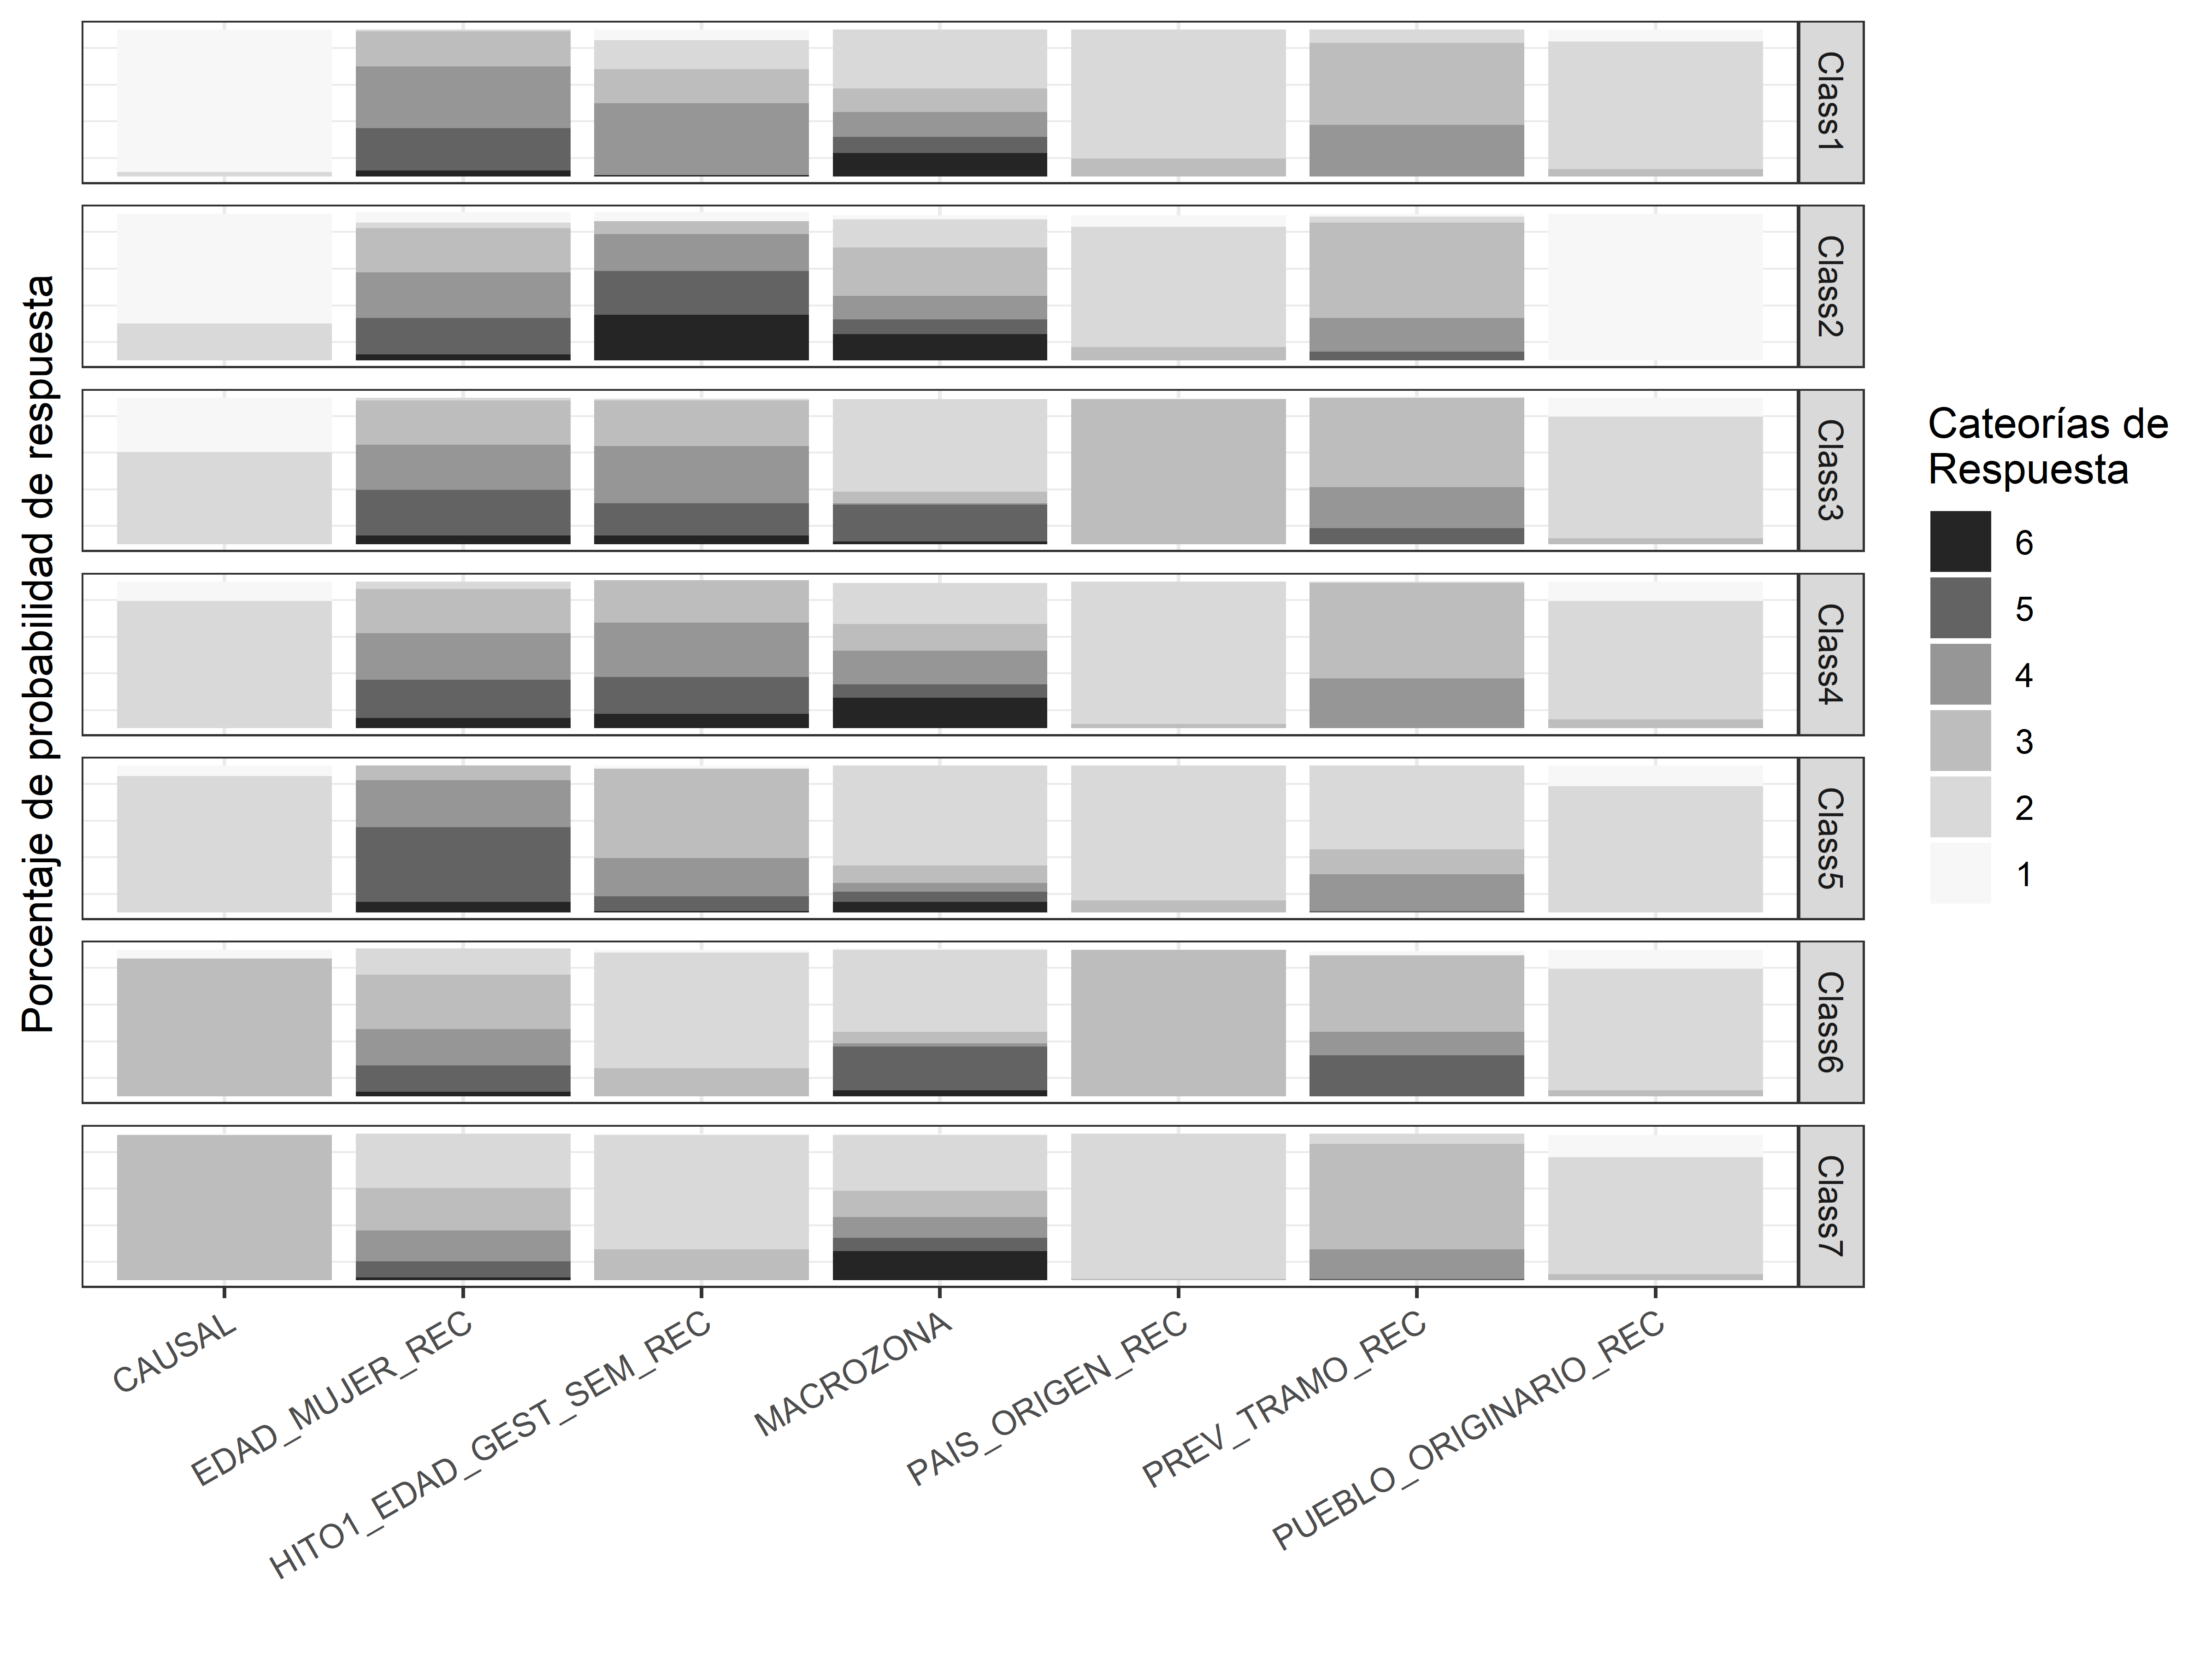 Porcentaje de probabilidad de respuesta
Class1
Class2
Class3
Class4
Class5
Class6
Class7
CAUSAL
EDAD_MUJER_REC
HITO1_EDAD_GEST_SEM_REC
MACROZONA
PAIS_ORIGEN_REC
PREV_TRAMO_REC
PUEBLO_ORIGINARIO_REC
Cateorías de
Respuesta
6
5
4
3
2
1